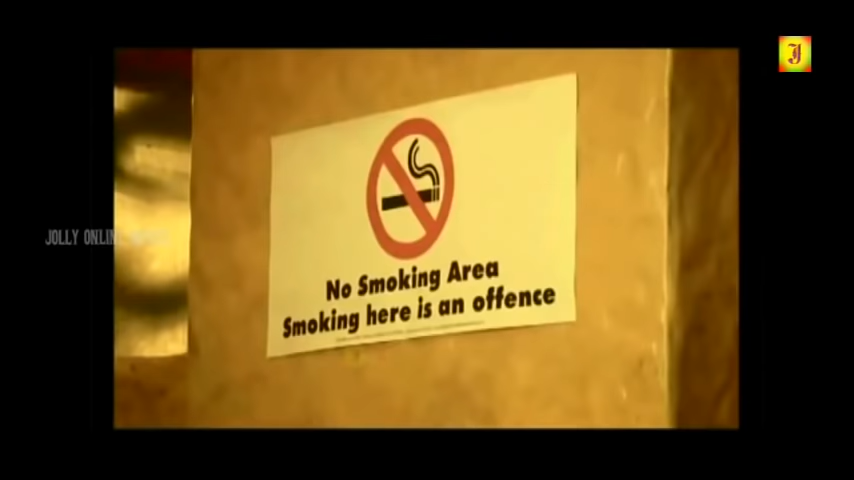 J
JOLLY ONLINE
No Smoking Area
Smoking here is an offence